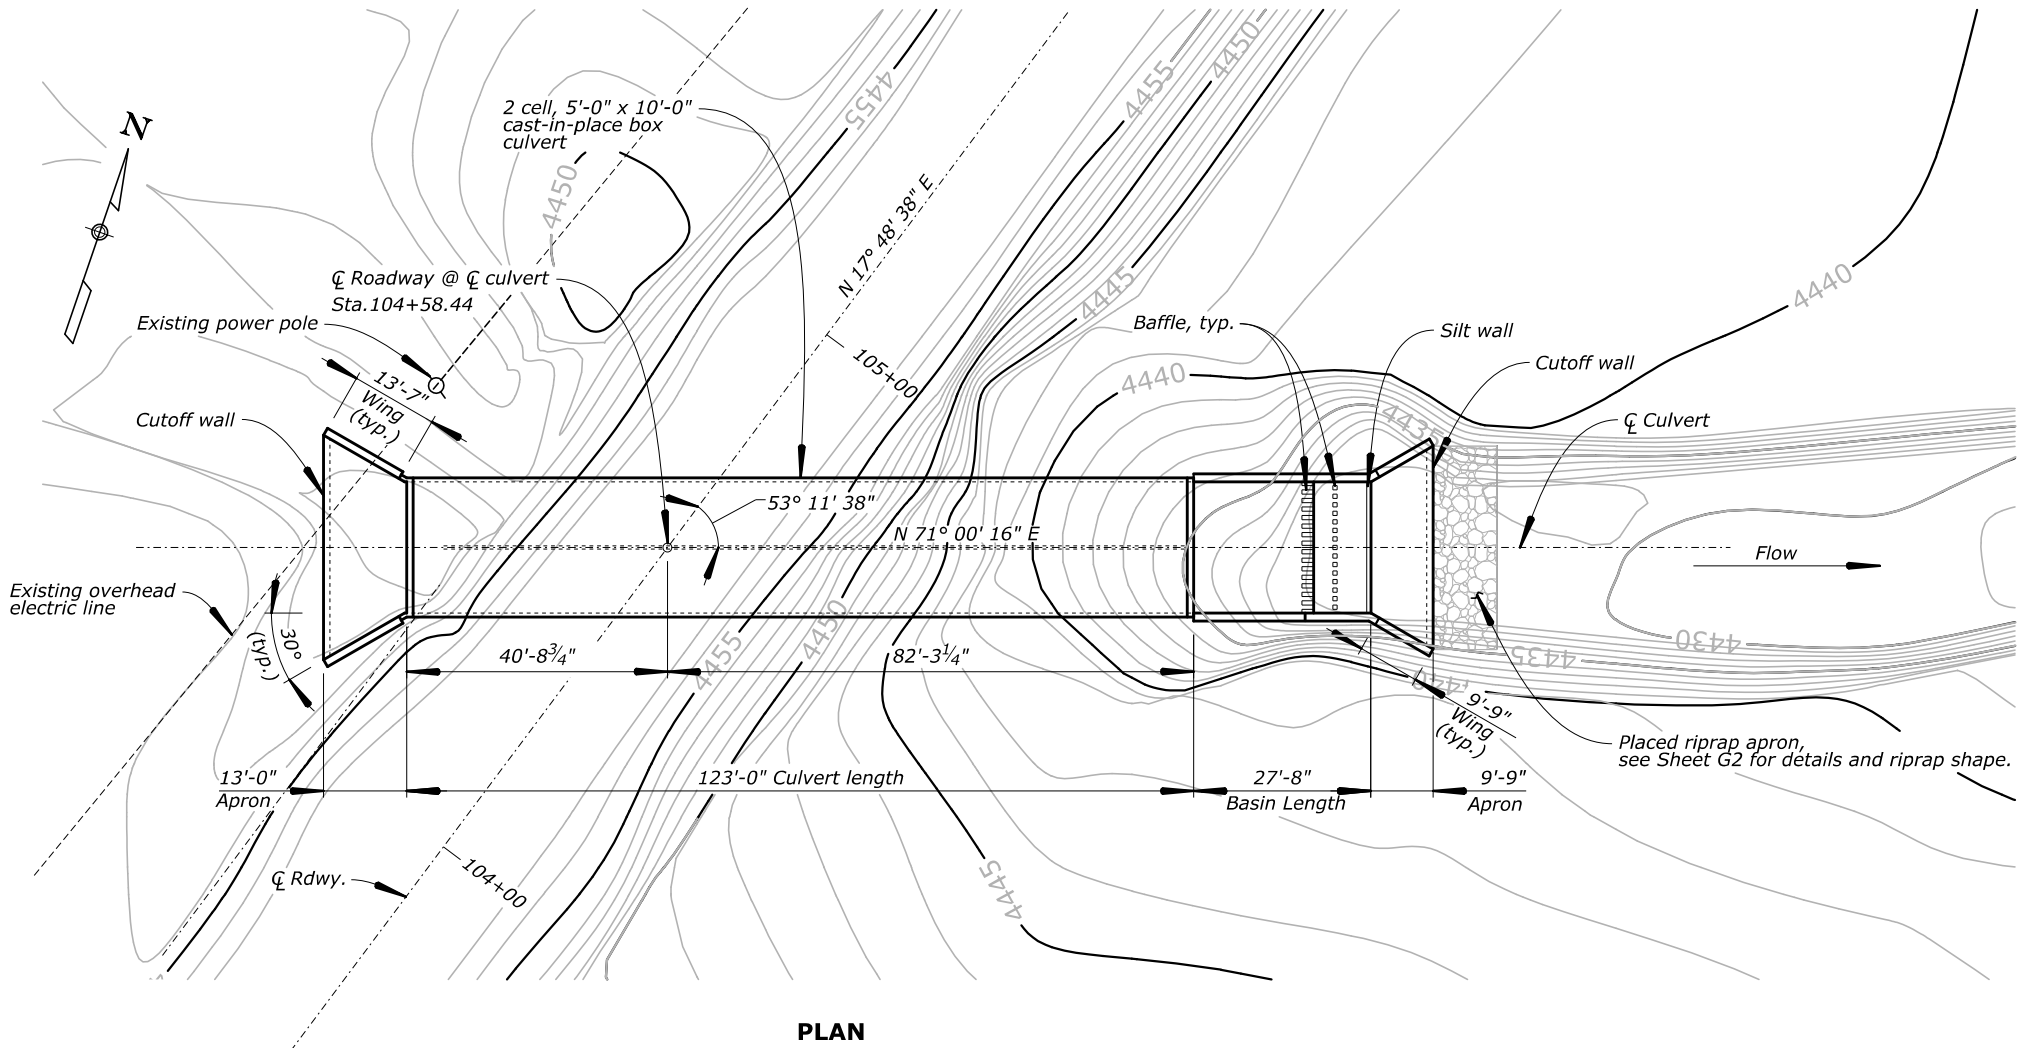 N
2 cell, 5'-0" x 10'-0"
cast-in-place box
culvert
4450
4455
4455
4450
N 17° 48' 38" E
℄ Roadway @ ℄ culvert
Sta.104+58.44
Existing power pole
13'-7"
Wing
(typ.)
Cutoff wall
105+00
4445
4440
Baffle, typ.
Silt wall
Cutoff wall
4440
4435
℄ Culvert
53° 11' 38"
N 71° 00' 16" E
Flow
Existing overhead
electric line
30°
(typ.)
40'-8¾"
82'-3¼"
4455
4450
4430
4435
4440
9'-9"
Wing
(typ.)
Placed riprap apron,
see Sheet G2 for details and riprap shape.
13'-0"
Apron
123'-0" Culvert length
27'-8"
Basin Length
9'-9"
Apron
℄ Rdwy.
104+00
4445
PLAN